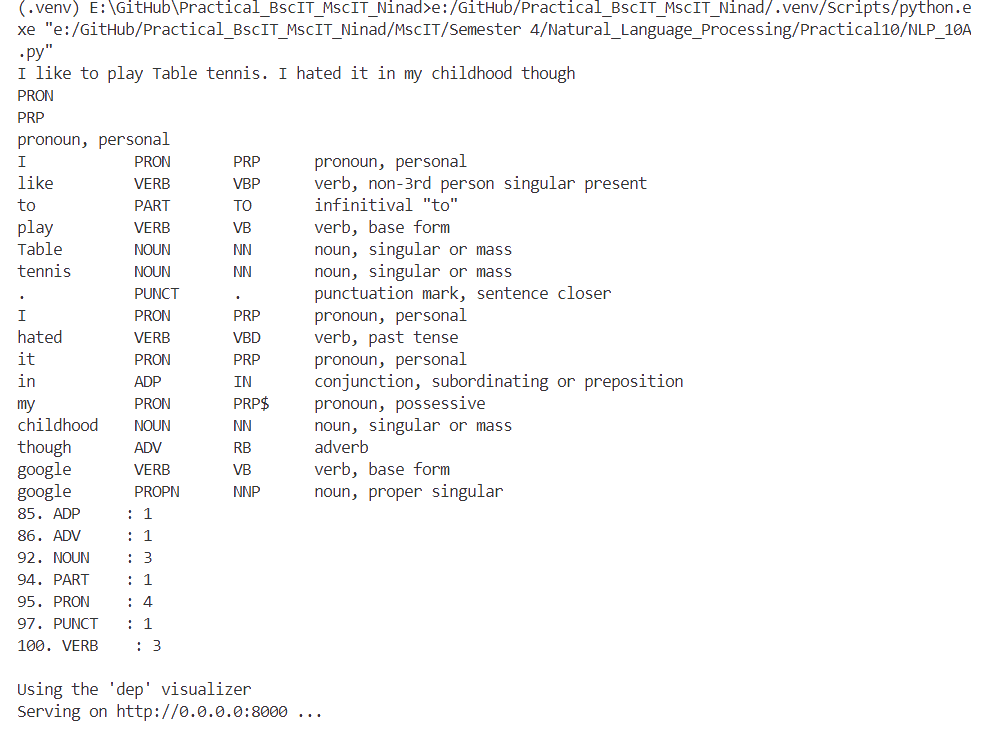 (.venv) E:\GitHub\Practical_BscIT_MscIT_Ninad>e:/GitHub/Practical_BscIT_MscIT_Ninad/.venv/Scripts/python.e
xe "e:/GitHub/Practical_BscIT_MscIT_Ninad/MscIT/Semester 4/Natural_Language_Processing/Practical10/NLP_10A
.py"
I like to play Table tennis. I hated it in my childhood though
PRON
PRP
pronoun, personal
I            PRON       PRP      pronoun, personal
like         VERB       VBP      verb, non-3rd person singular present
to           PART       TO       infinitival "to"
play         VERB       VB       verb, base form
Table        NOUN       NN       noun, singular or mass
tennis       NOUN       NN       noun, singular or mass
.            PUNCT      .        punctuation mark, sentence closer
I            PRON       PRP      pronoun, personal
hated        VERB       VBD      verb, past tense
it           PRON       PRP      pronoun, personal
in           ADP        IN       conjunction, subordinating or preposition
my           PRON       PRP$     pronoun, possessive
childhood    NOUN       NN       noun, singular or mass
though       ADV        RB       adverb
google       VERB       VB       verb, base form
google       PROPN      NNP      noun, proper singular
85. ADP     : 1
86. ADV     : 1
92. NOUN    : 3
94. PART    : 1
95. PRON    : 4
97. PUNCT   : 1
100. VERB    : 3
Using the 'dep' visualizer
Serving on http://0.0.0.0:8000 ...